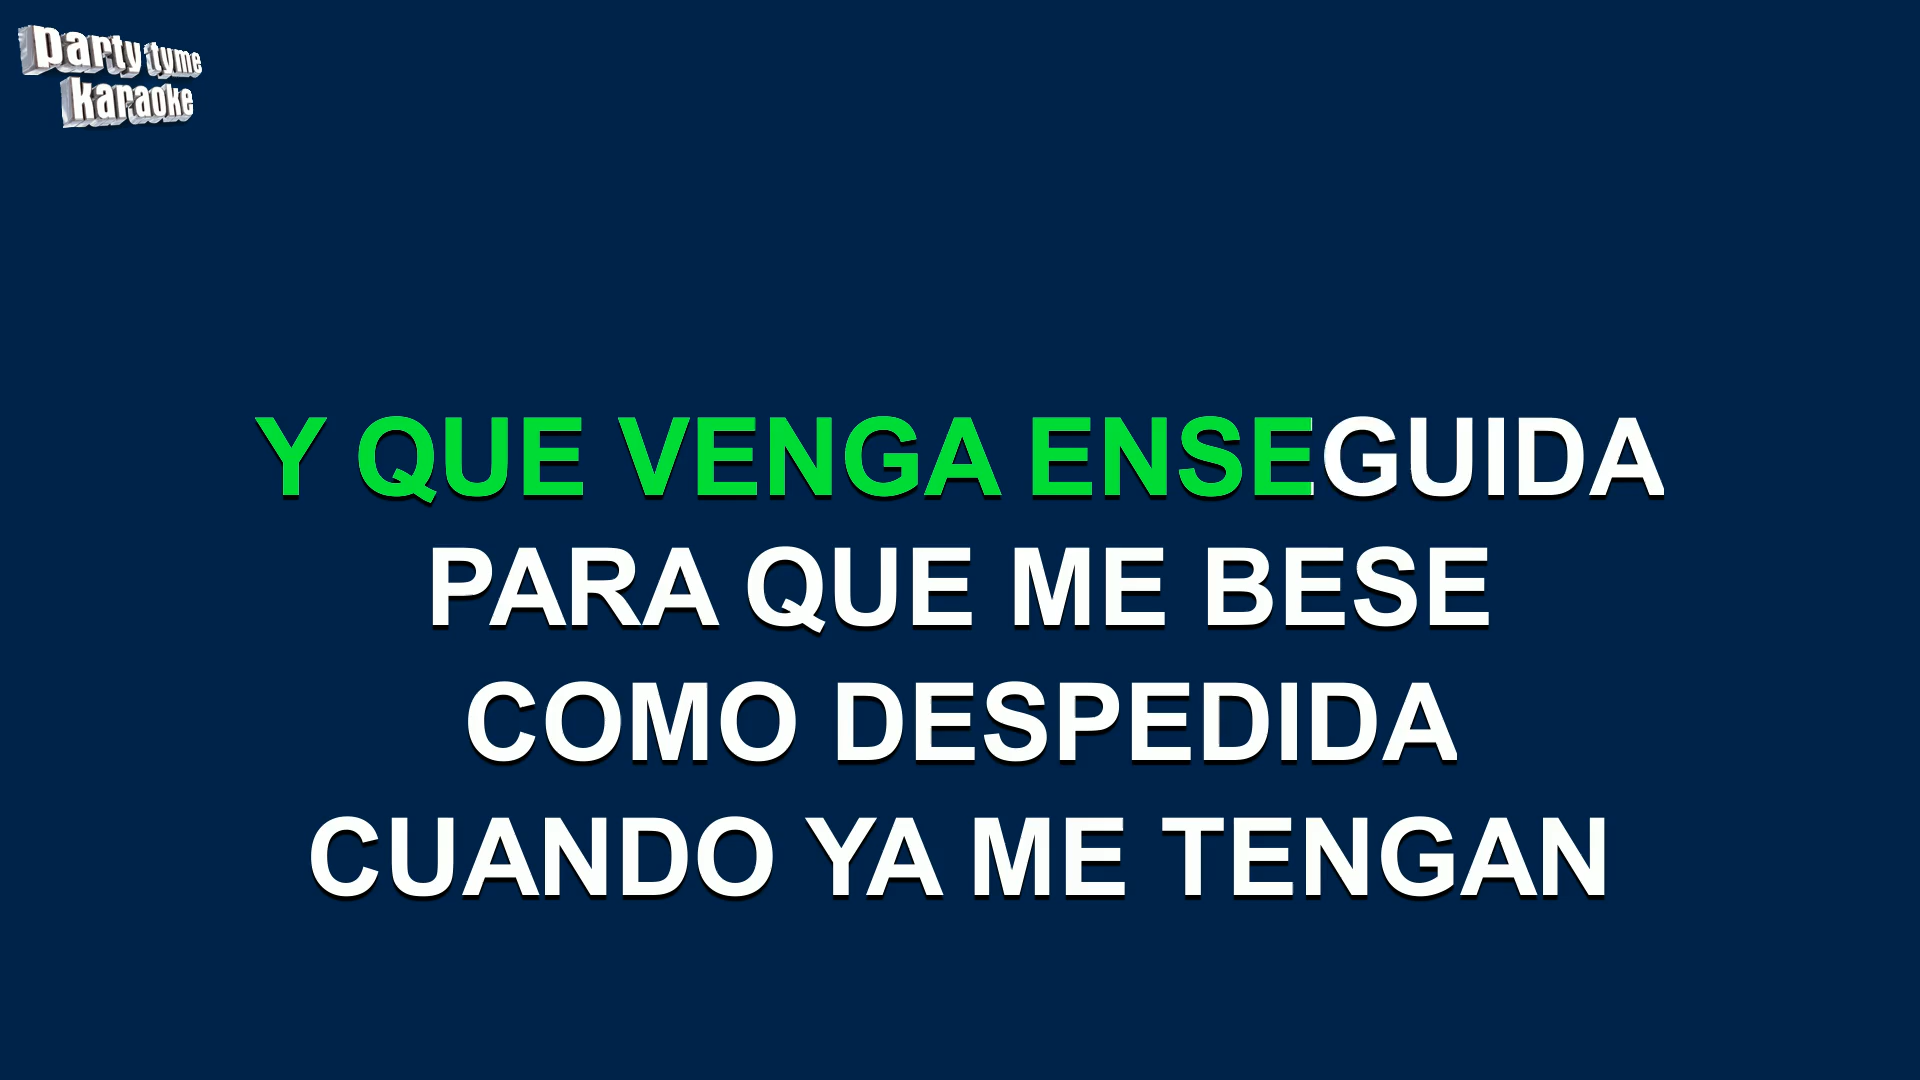 party tyme
karaoke
Y QUE VENGA ENSEGUIDA
PARA QUE ME BESE
COMO DESPEDIDA
CUANDO YA ME TENGAN